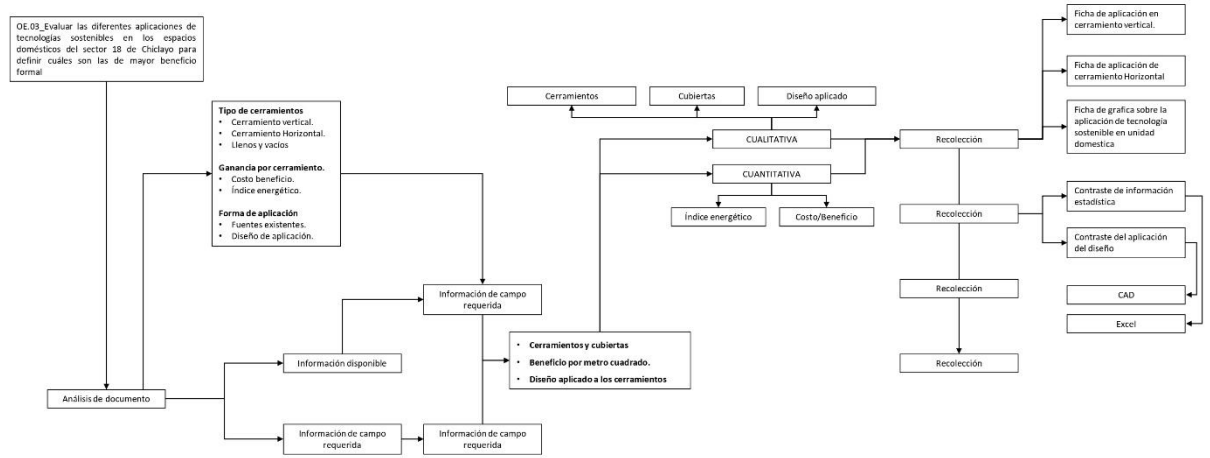 OE.03_Evaluar las diferentes aplicaciones de
tecnologías sostenibles en los espacios
domésticos del sector 18 de Chiclayo para
definir cuáles son las de mayor beneficio
formal
Tipo de cerramientos
• Cerramiento vertical.
• Cerramiento Horizontal.
• Llenos y vacíos
Ganancia por cerramiento.
• Costo beneficio.
• Índice energético.
Forma de aplicación
• Fuentes existentes.
• Diseño de aplicación.
Análisis de documento
Información disponible
Información de campo
requerida
Información de campo
requerida
Información de campo
requerida
• Cerramientos y cubiertas
• Beneficio por metro cuadrado.
• Diseño aplicado a los cerramientos
Cerramientos
Cubiertas
Diseño aplicado
CUALITATIVA
CUANTITATIVA
Índice energético
Costo/Beneficio
Recolección
Recolección
Recolección
Recolección
Ficha de aplicación en
cerramiento vertical.
Ficha de aplicación de
cerramiento Horizontal
Ficha de grafica sobre la
aplicación de tecnología
sostenible en unidad
domestica
Contraste de información
estadística
Contraste del aplicación
del diseño
CAD
Excel